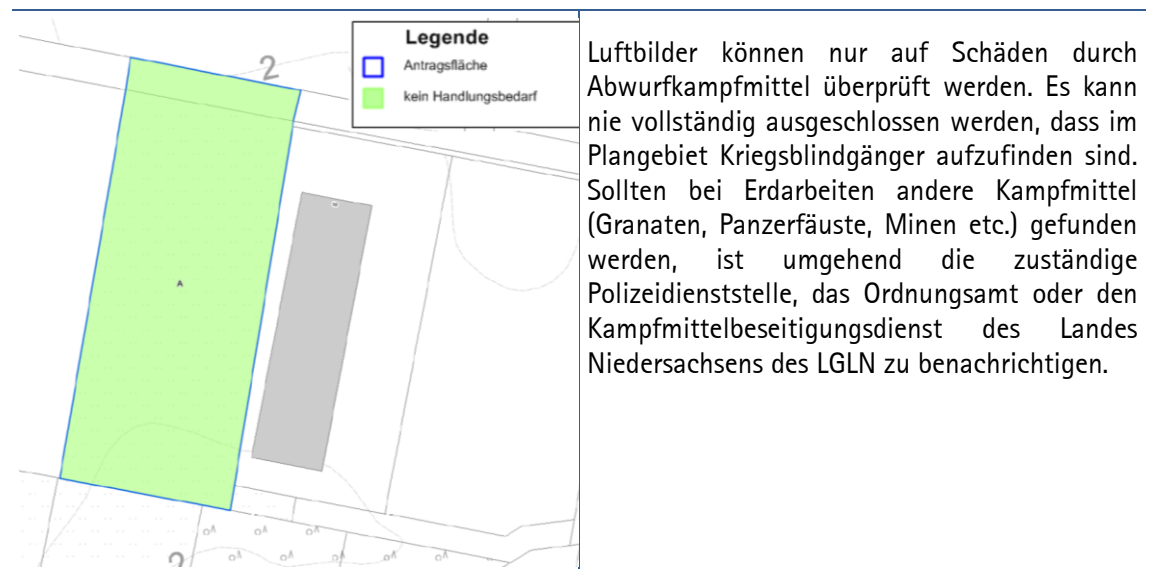 Legende
Antragsfläche
kein Handlungsbedarf
2
A
2
Luftbilder können nur auf Schäden durch
Abwurfkampfmittel überprüft werden. Es kann
nie vollständig ausgeschlossen werden, dass im
Plangebiet Kriegsblindgänger aufzufinden sind.
Sollten bei Erdarbeiten andere Kampfmittel
(Granaten, Panzerfäuste, Minen etc.) gefunden
werden, ist umgehend die zuständige
Polizeidienststelle, das Ordnungsamt oder den
Kampfmittelbeseitigungsdienst des Landes
Niedersachsens des LGLN zu benachrichtigen.